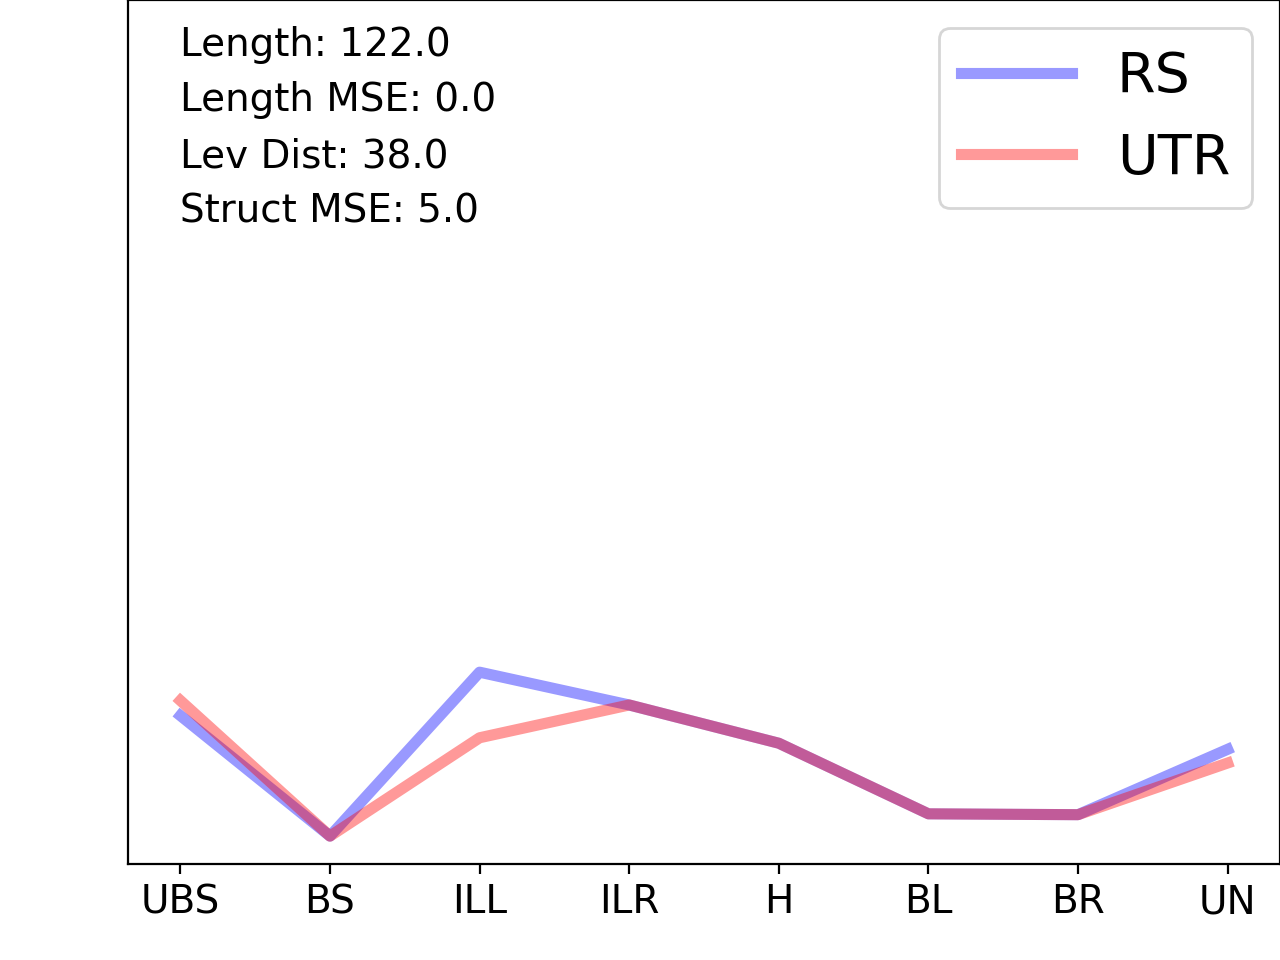 Length: 122.0
Length MSE: 0.0
Lev Dist: 38.0
Struct MSE: 5.0
RS
UTR
UBS BS ILL ILR H BL BR UN